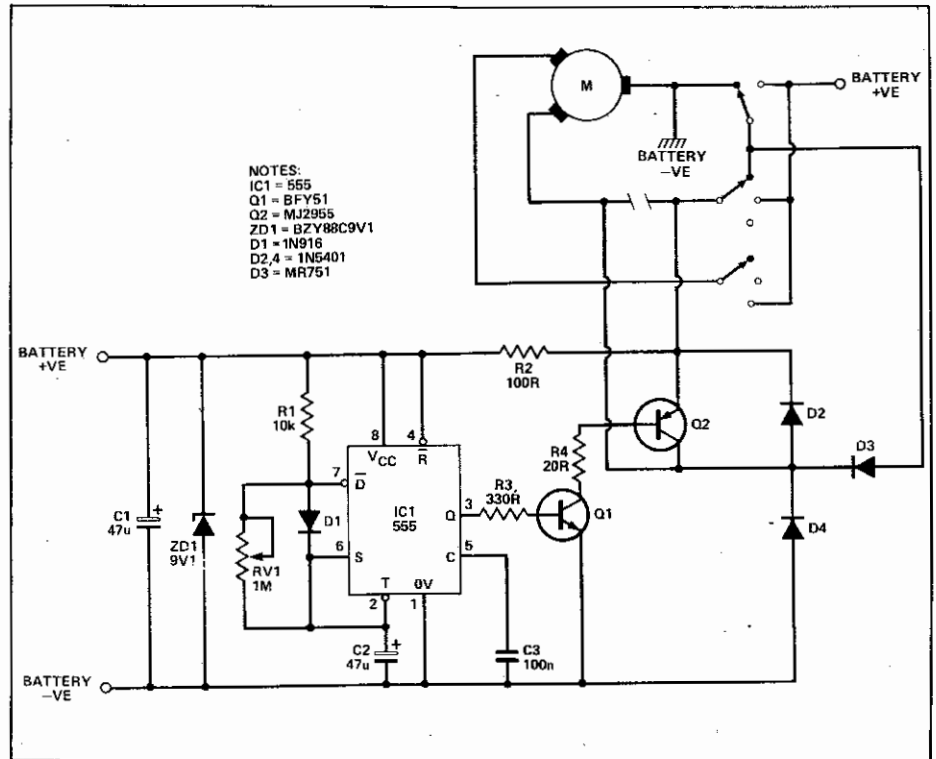 M
BATTERY
+VE
BATTERY
−VE
NOTES:
IC1 = 555
Q1 = BFY51
Q2 = MJ2955
ZD1 = BZY88C9V1
D1 = 1N916
D2,4 = 1N5401
D3 = MR751
BATTERY
+VE
R2
100R
R1
10k
8
4
VCC
R̅
7
D̅
D1
IC1
555
Q
3
R3,
330R
R4
20R
Q1
Q2
D2
D3
D4
C1
47u
+
ZD1
9V1
RV1
1M
6
S
C
5
T
0V
2
1
C2
47u
+
C3
100n
BATTERY
−VE